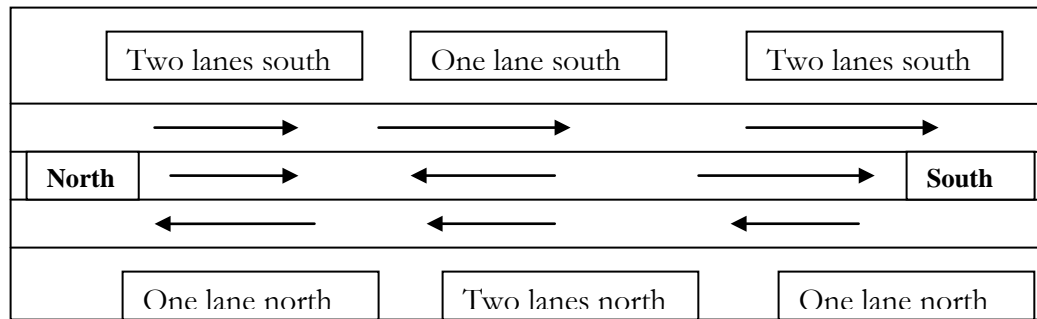 Two lanes south
One lane south
Two lanes south
North
South
One lane north
Two lanes north
One lane north